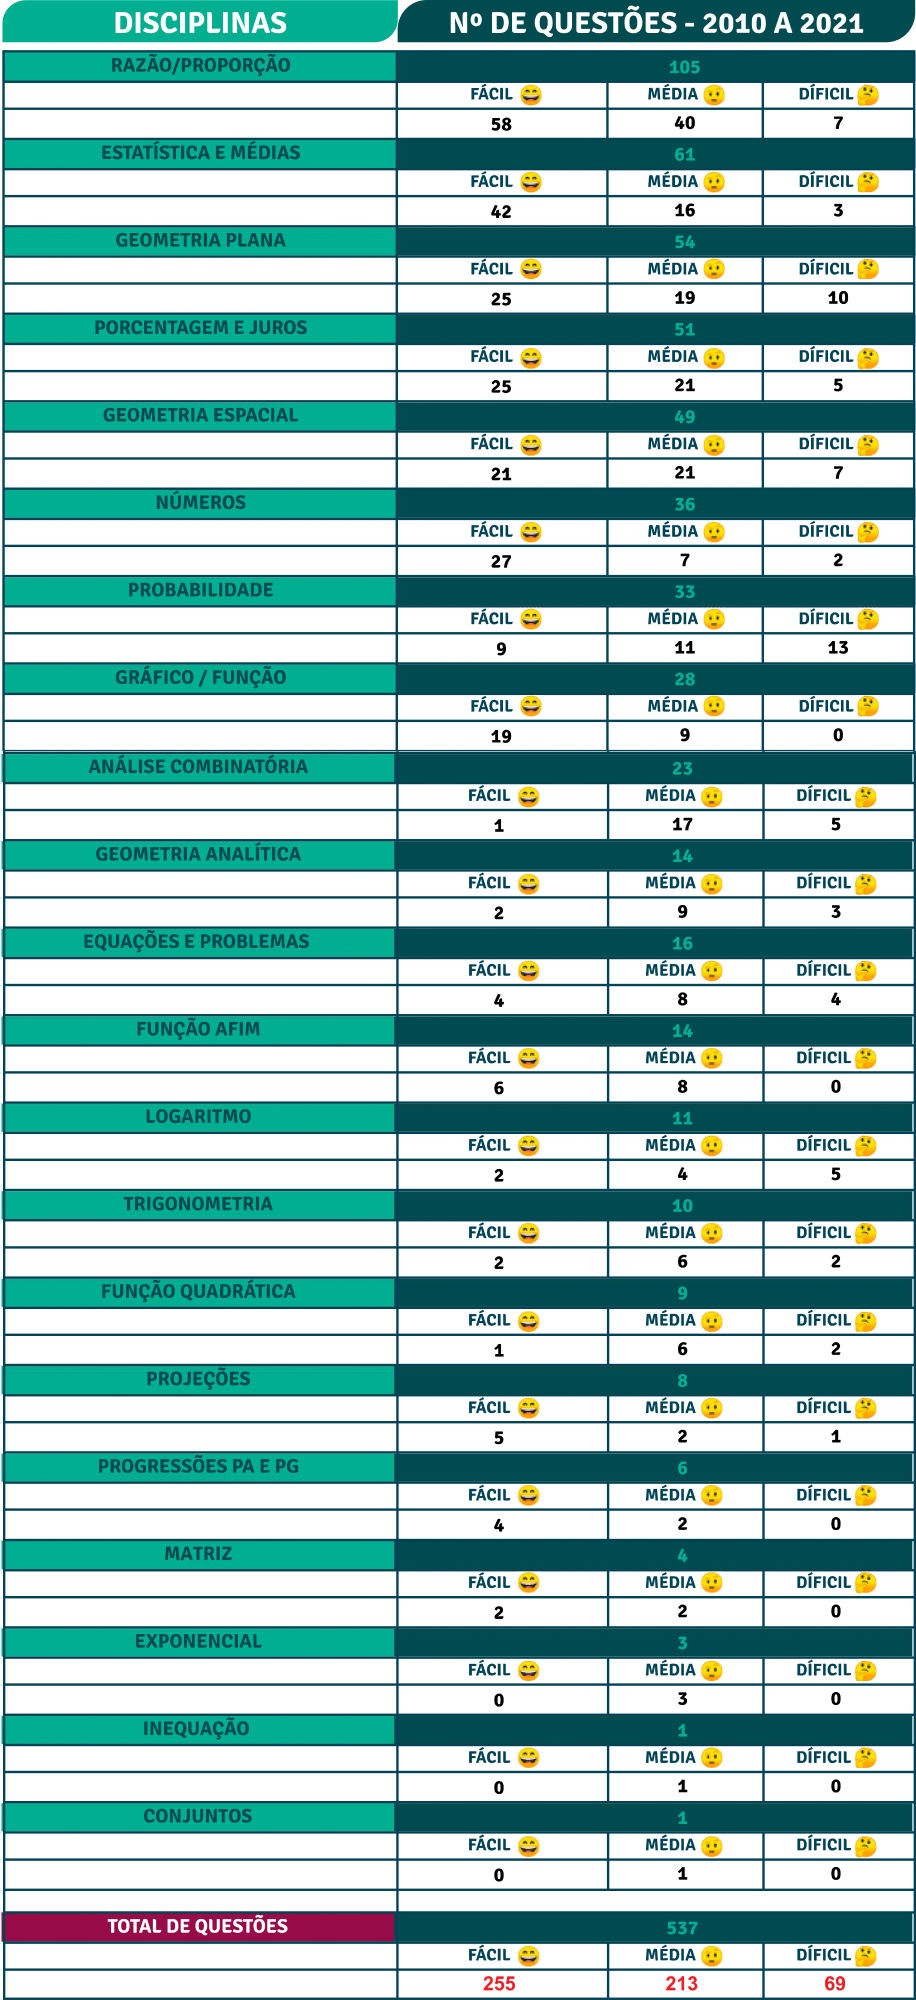 DISCIPLINAS Nº DE QUESTÕES - 2010 A 2021
RAZÃO/PROPORÇÃO 105
FÁCIL MÉDIA DÍFICIL
58 40 7
ESTATÍSTICA E MÉDIAS 61
FÁCIL MÉDIA DÍFICIL
42 16 3
GEOMETRIA PLANA 54
FÁCIL MÉDIA DÍFICIL
25 19 10
PORCENTAGEM E JUROS 51
FÁCIL MÉDIA DÍFICIL
25 21 5
GEOMETRIA ESPACIAL 49
FÁCIL MÉDIA DÍFICIL
21 21 7
NÚMEROS 36
FÁCIL MÉDIA DÍFICIL
27 7 2
PROBABILIDADE 33
FÁCIL MÉDIA DÍFICIL
9 11 13
GRÁFICO / FUNÇÃO 28
FÁCIL MÉDIA DÍFICIL
19 9 0
ANÁLISE COMBINATÓRIA 23
FÁCIL MÉDIA DÍFICIL
1 17 5
GEOMETRIA ANALÍTICA 14
FÁCIL MÉDIA DÍFICIL
2 9 3
EQUAÇÕES E PROBLEMAS 16
FÁCIL MÉDIA DÍFICIL
4 8 4
FUNÇÃO AFIM 14
FÁCIL MÉDIA DÍFICIL
6 8 0
LOGARITMO 11
FÁCIL MÉDIA DÍFICIL
2 4 5
TRIGONOMETRIA 10
FÁCIL MÉDIA DÍFICIL
2 6 2
FUNÇÃO QUADRÁTICA 9
FÁCIL MÉDIA DÍFICIL
1 6 2
PROJEÇÕES 8
FÁCIL MÉDIA DÍFICIL
5 2 1
PROGRESSÕES PA E PG 6
FÁCIL MÉDIA DÍFICIL
4 2 0
MATRIZ 4
FÁCIL MÉDIA DÍFICIL
2 2 0
EXPONENCIAL 3
FÁCIL MÉDIA DÍFICIL
0 3 0
INEQUAÇÃO 1
FÁCIL MÉDIA DÍFICIL
0 1 0
CONJUNTOS 1
FÁCIL MÉDIA DÍFICIL
0 1 0
TOTAL DE QUESTÕES 537
FÁCIL MÉDIA DÍFICIL
255 213 69